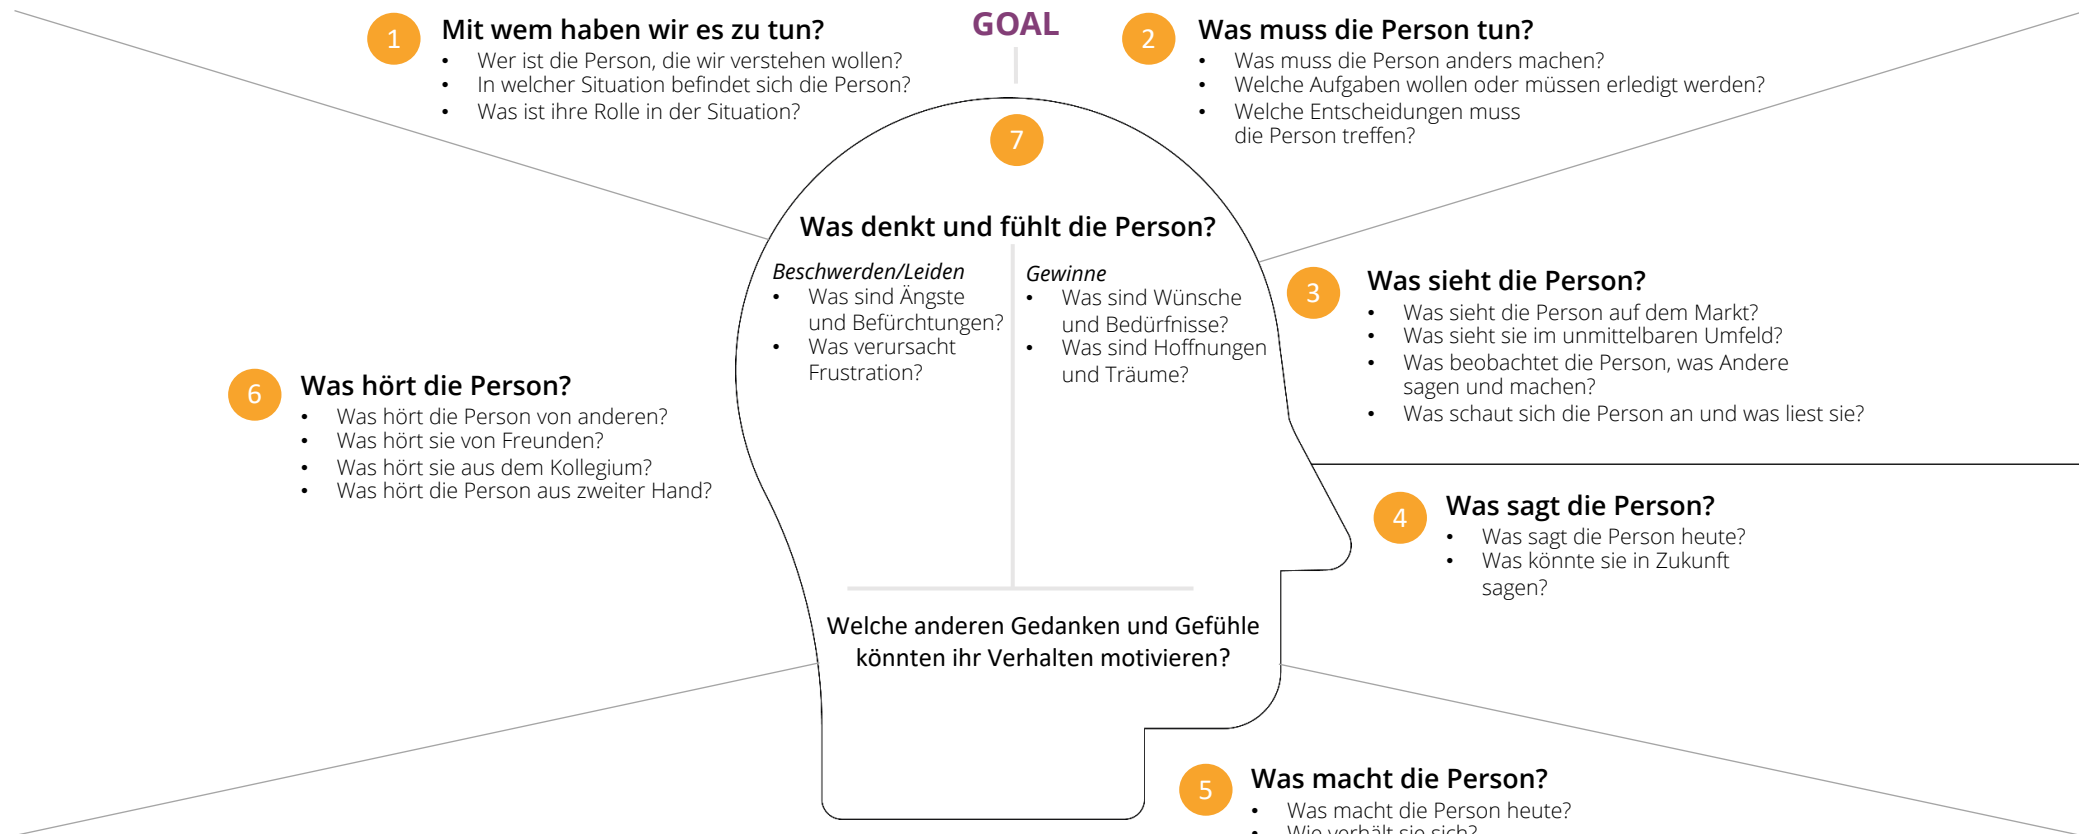 GOAL
1
Mit wem haben wir es zu tun?
• Wer ist die Person, die wir verstehen wollen?
• In welcher Situation befindet sich die Person?
• Was ist ihre Rolle in der Situation?
2
Was muss die Person tun?
• Was muss die Person anders machen?
• Welche Aufgaben wollen oder müssen erledigt werden?
• Welche Entscheidungen muss
die Person treffen?
3
Was sieht die Person?
• Was sieht die Person auf dem Markt?
• Was sieht sie im unmittelbaren Umfeld?
• Was beobachtet die Person, was Andere
sagen und machen?
• Was schaut sich die Person an und was liest sie?
4
Was sagt die Person?
• Was sagt die Person heute?
• Was könnte sie in Zukunft
sagen?
5
Was macht die Person?
• Was macht die Person heute?
• Wie verhält sie sich?
6
Was hört die Person?
• Was hört die Person von anderen?
• Was hört sie von Freunden?
• Was hört sie aus dem Kollegium?
• Was hört die Person aus zweiter Hand?
7
Was denkt und fühlt die Person?
Beschwerden/Leiden
• Was sind Ängste
und Befürchtungen?
• Was verursacht
Frustration?
Gewinne
• Was sind Wünsche
und Bedürfnisse?
• Was sind Hoffnungen
und Träume?
Welche anderen Gedanken und Gefühle
könnten ihr Verhalten motivieren?